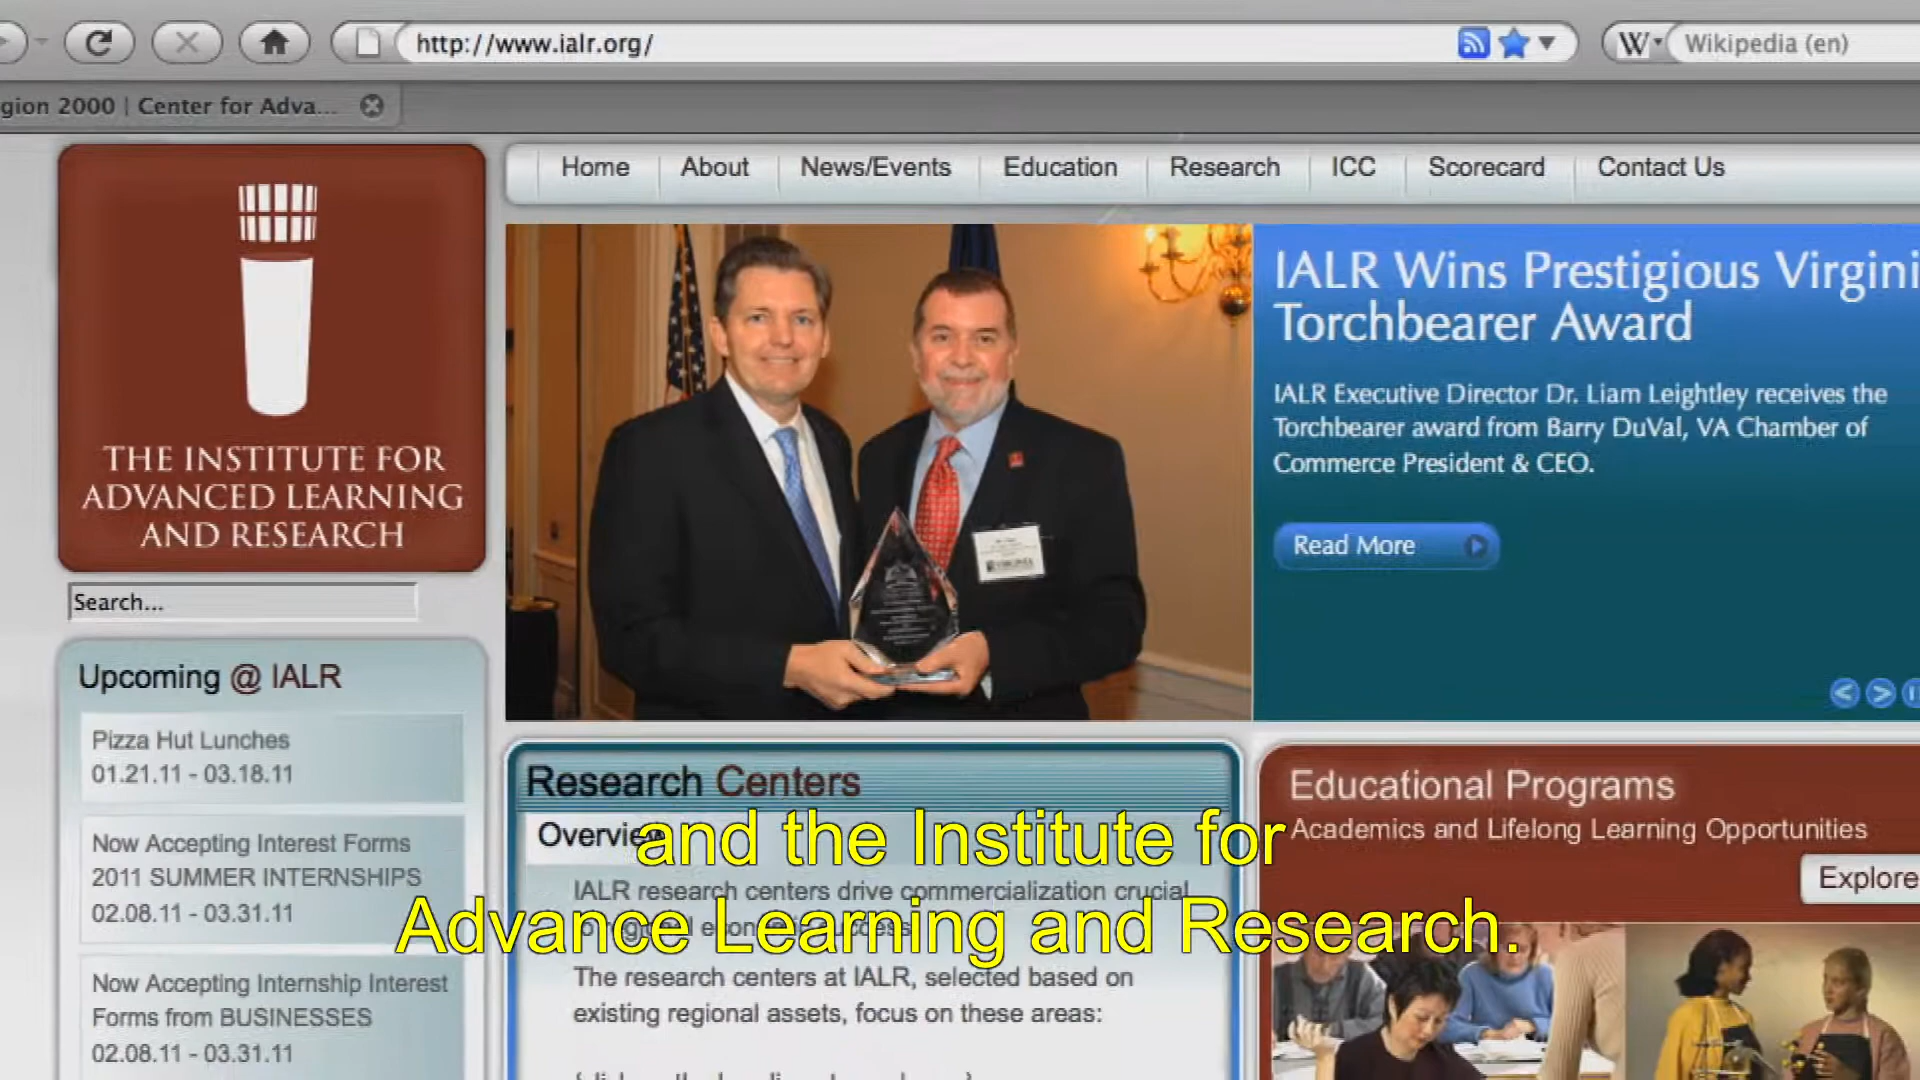 http://www.ialr.org/
Wikipedia (en)
gion 2000 | Center for Adva...
Home
About
News/Events
Education
Research
ICC
Scorecard
Contact Us
THE INSTITUTE FOR
ADVANCED LEARNING
AND RESEARCH
IALR Wins Prestigious Virgini
Torchbearer Award
IALR Executive Director Dr. Liam Leightley receives the
Torchbearer award from Barry DuVal, VA Chamber of
Commerce President & CEO.
Read More
Search...
Upcoming @ IALR
Pizza Hut Lunches
01.21.11 - 03.18.11
Now Accepting Interest Forms
2011 SUMMER INTERNSHIPS
02.08.11 - 03.31.11
Now Accepting Internship Interest
Forms from BUSINESSES
02.08.11 - 03.31.11
Research Centers
Overview
IALR research centers drive commercialization crucial
to regional economic success.
The research centers at IALR, selected based on
existing regional assets, focus on these areas:
Educational Programs
Academics and Lifelong Learning Opportunities
Explore
and the Institute for
Advance Learning and Research.